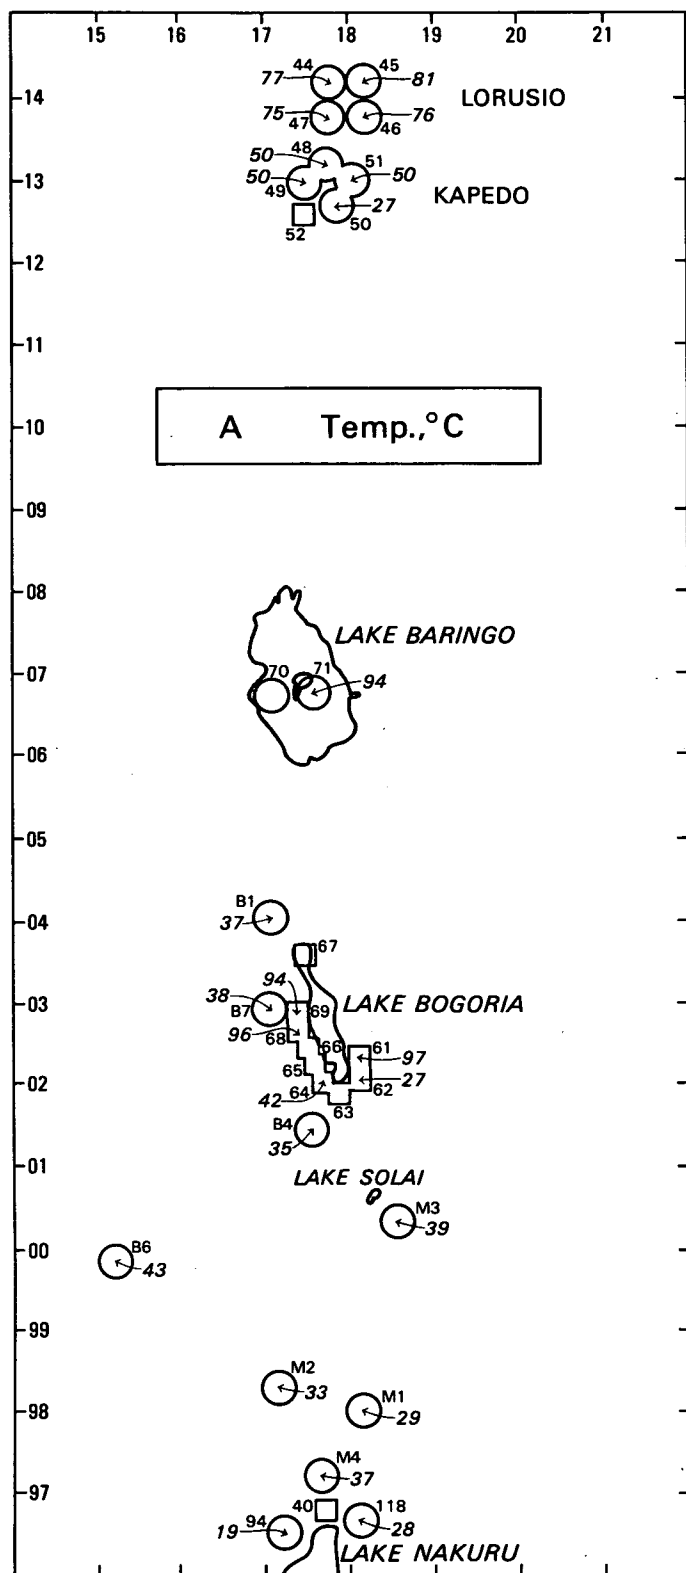 15 16 17 18 19 20 21
44 45
77 81
14 LORUSIO
75 76
47 46
48
50 51
13 50 50 KAPEDO
49 27
52 50
12
11
10 A Temp.,°C
09
08
LAKE BARINGO
07 70 71 94
06
05
B1
04 37
67
94
03 38 LAKE BOGORIA
B7 69
96 68 66 61
65 97
02 64 27
42 62
63
B4
35
01 LAKE SOLAI
M3
39
00 B6
43
99
M2
33 M1
98 29
M4
37
97 40 118
94
19 28
LAKE NAKURU